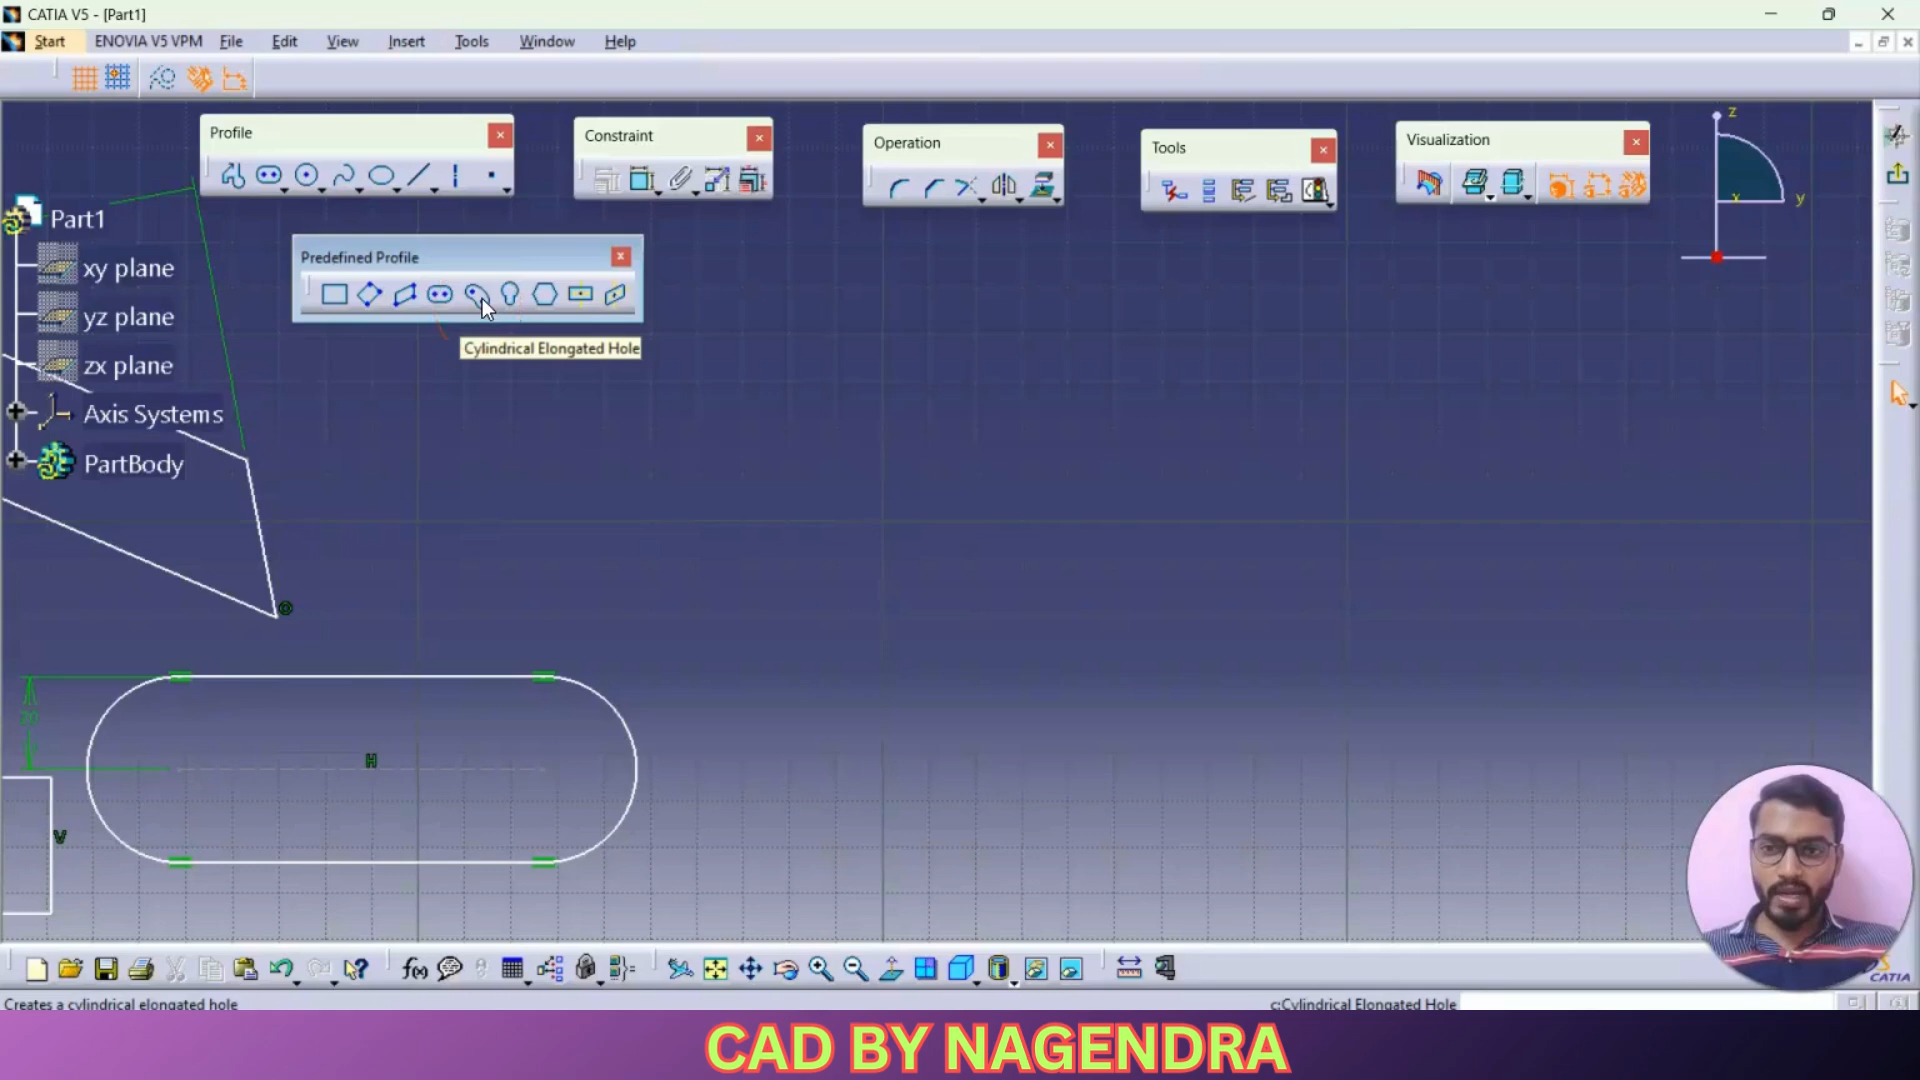 CATIA V5 - [Part1]
Start ENOVIA V5 VPM File Edit View Insert Tools Window Help
Profile
Constraint
Operation
Tools
Visualization
z
x
y
Part1
xy plane
yz plane
zx plane
Axis Systems
PartBody
Predefined Profile
Cylindrical Elongated Hole
20
H
V
f(x)
CATIA
Creates a cylindrical elongated hole
c:Cylindrical Elongated Hole
CAD BY NAGENDRA